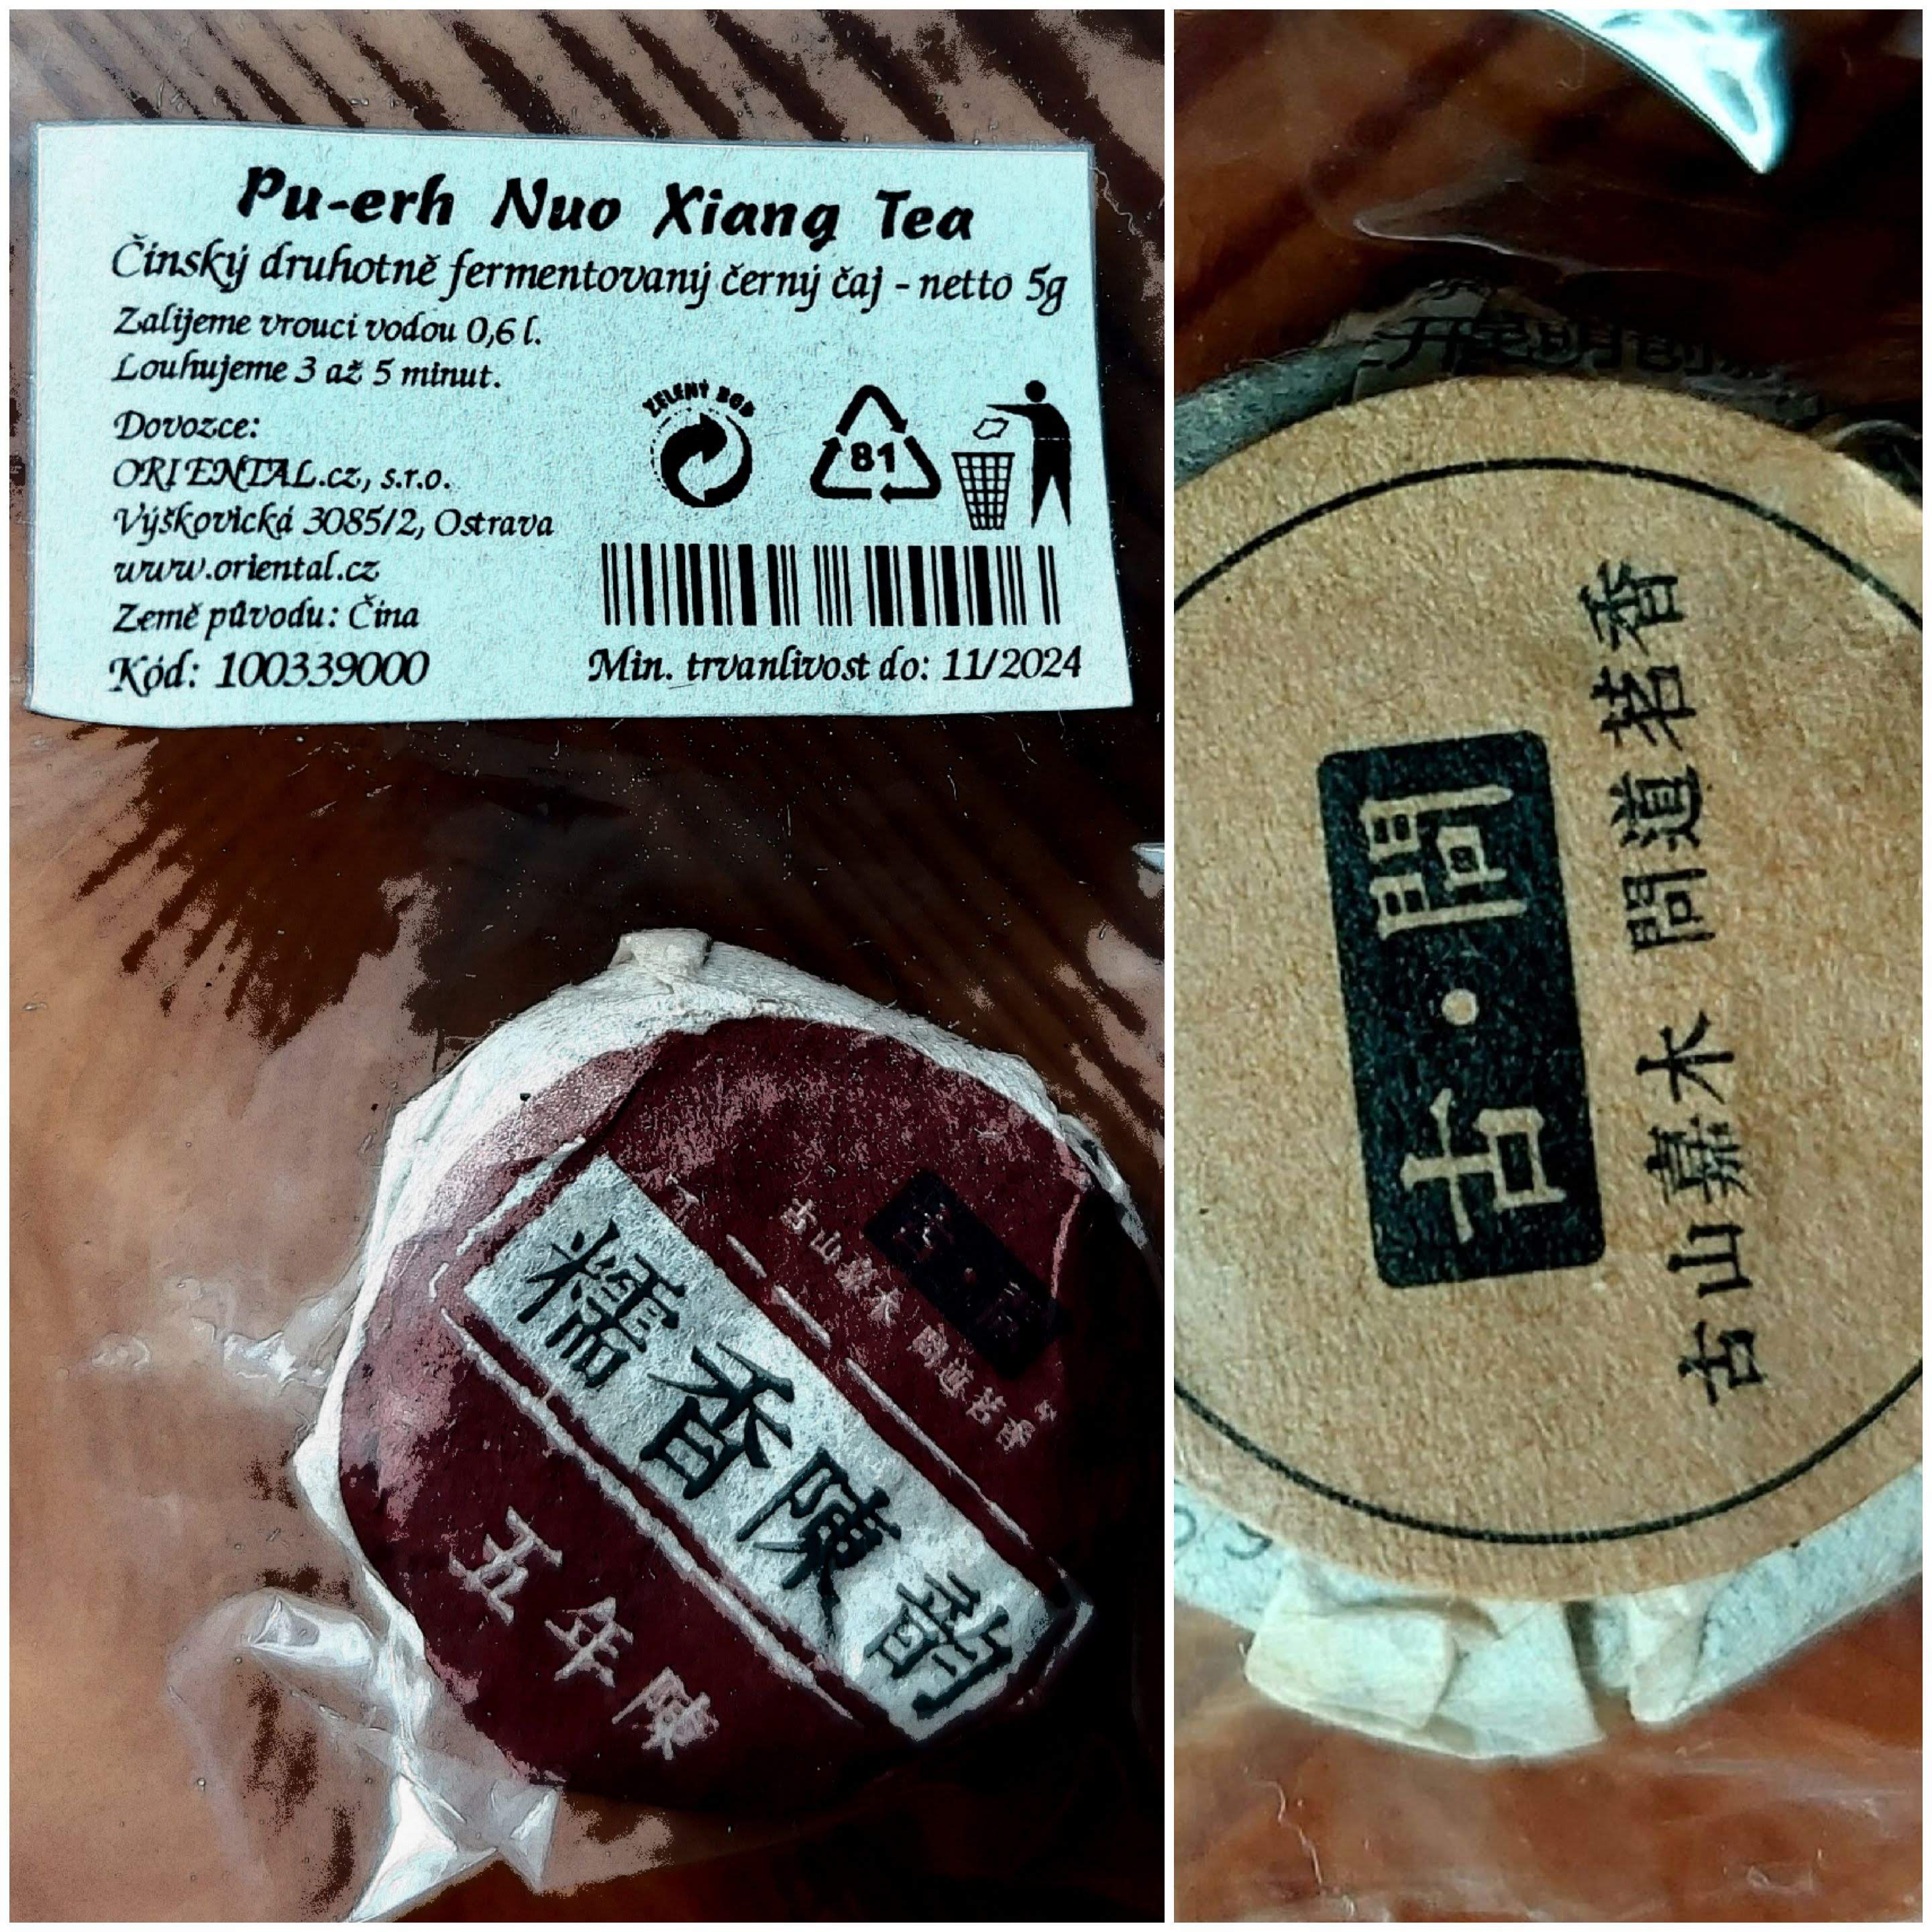 Pu-erh Nuo Xiang Tea
Čínský druhotně fermentovaný černý čaj - netto 5g
Zalijeme vroucí vodou 0,6 l.
Louhujeme 3 až 5 minut.
Dovozce:
ORIENTAL.cz, s.r.o.
Výškovická 3085/2, Ostrava
www.oriental.cz
Země původu: Čína
Kód: 100339000
ZELENÝ BOD
81
Min. trvanlivost do: 11/2024
古·問
古山嘉木 問道茗香
糯香陳韵
五年陳
古·問
古山嘉木 問道茗香